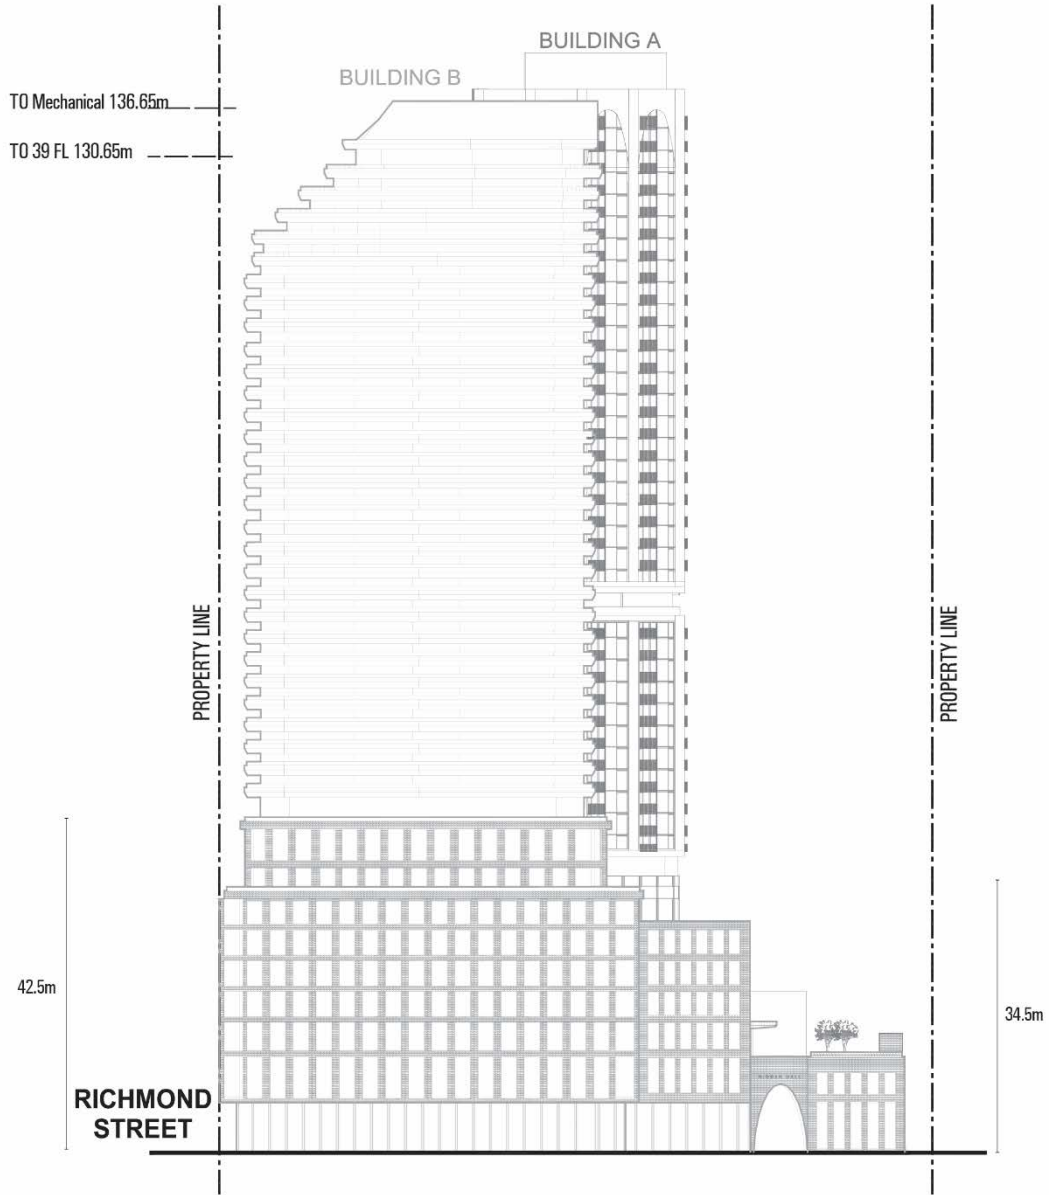 BUILDING A
BUILDING B
TO Mechanical 136.65m
TO 39 FL 130.65m
PROPERTY LINE
PROPERTY LINE
42.5m
34.5m
RICHMOND
STREET